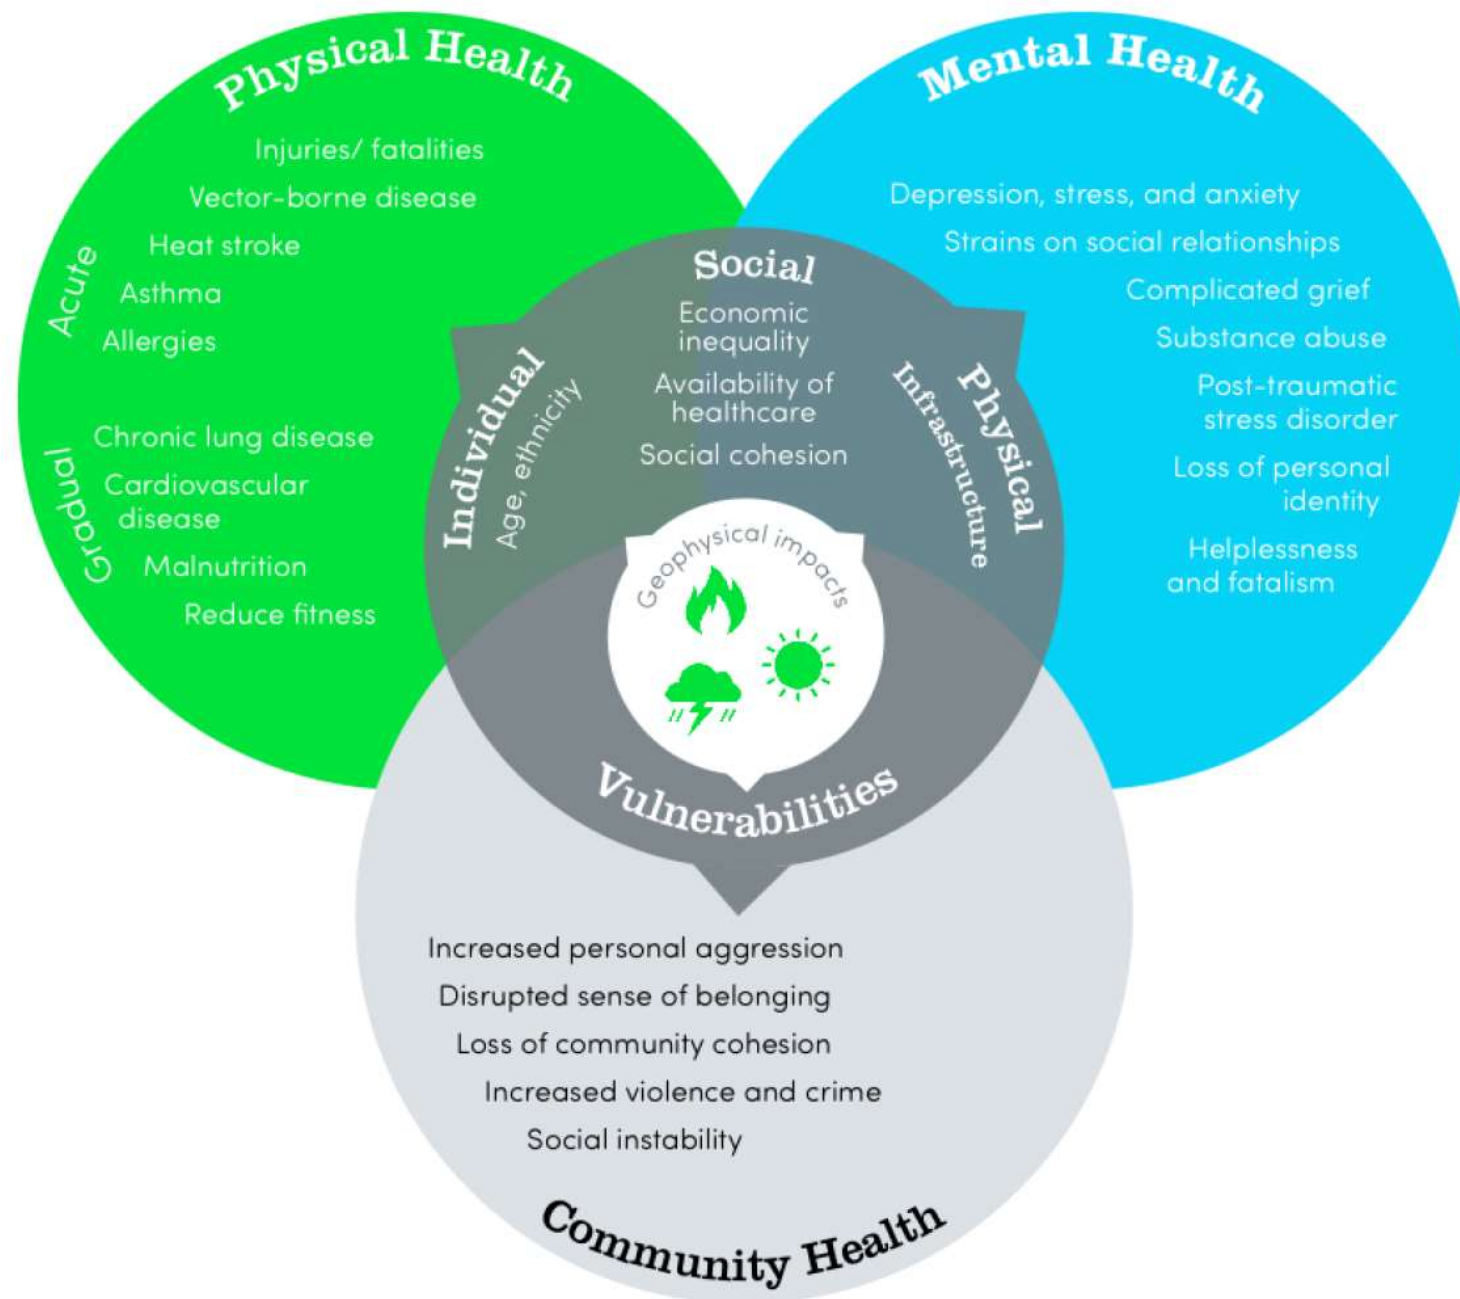 Physical Health
Injuries/ fatalities
Vector-borne disease
Heat stroke
Asthma
Allergies
Acute
Chronic lung disease
Cardiovascular
disease
Malnutrition
Reduce fitness
Gradual
Mental Health
Depression, stress, and anxiety
Strains on social relationships
Complicated grief
Substance abuse
Post-traumatic
stress disorder
Loss of personal
identity
Helplessness
and fatalism
Social
Economic
inequality
Availability of
healthcare
Social cohesion
Individual
Age, ethnicity
Physical
Infrastructure
Geophysical impacts
Vulnerabilities
Increased personal aggression
Disrupted sense of belonging
Loss of community cohesion
Increased violence and crime
Social instability
Community Health